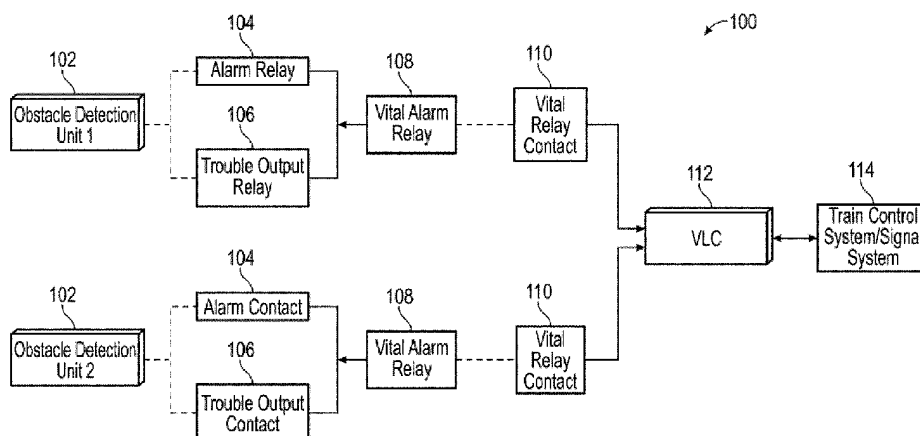 100
104
102
Alarm Relay
108
110
Obstacle Detection
Unit 1
106
Vital Alarm
Relay
Vital
Relay
Contact
Trouble Output
Relay
112
114
VLC
Train Control
System/Signal
System
104
102
Alarm Contact
108
110
Obstacle Detection
Unit 2
106
Vital Alarm
Relay
Vital
Relay
Contact
Trouble Output
Contact